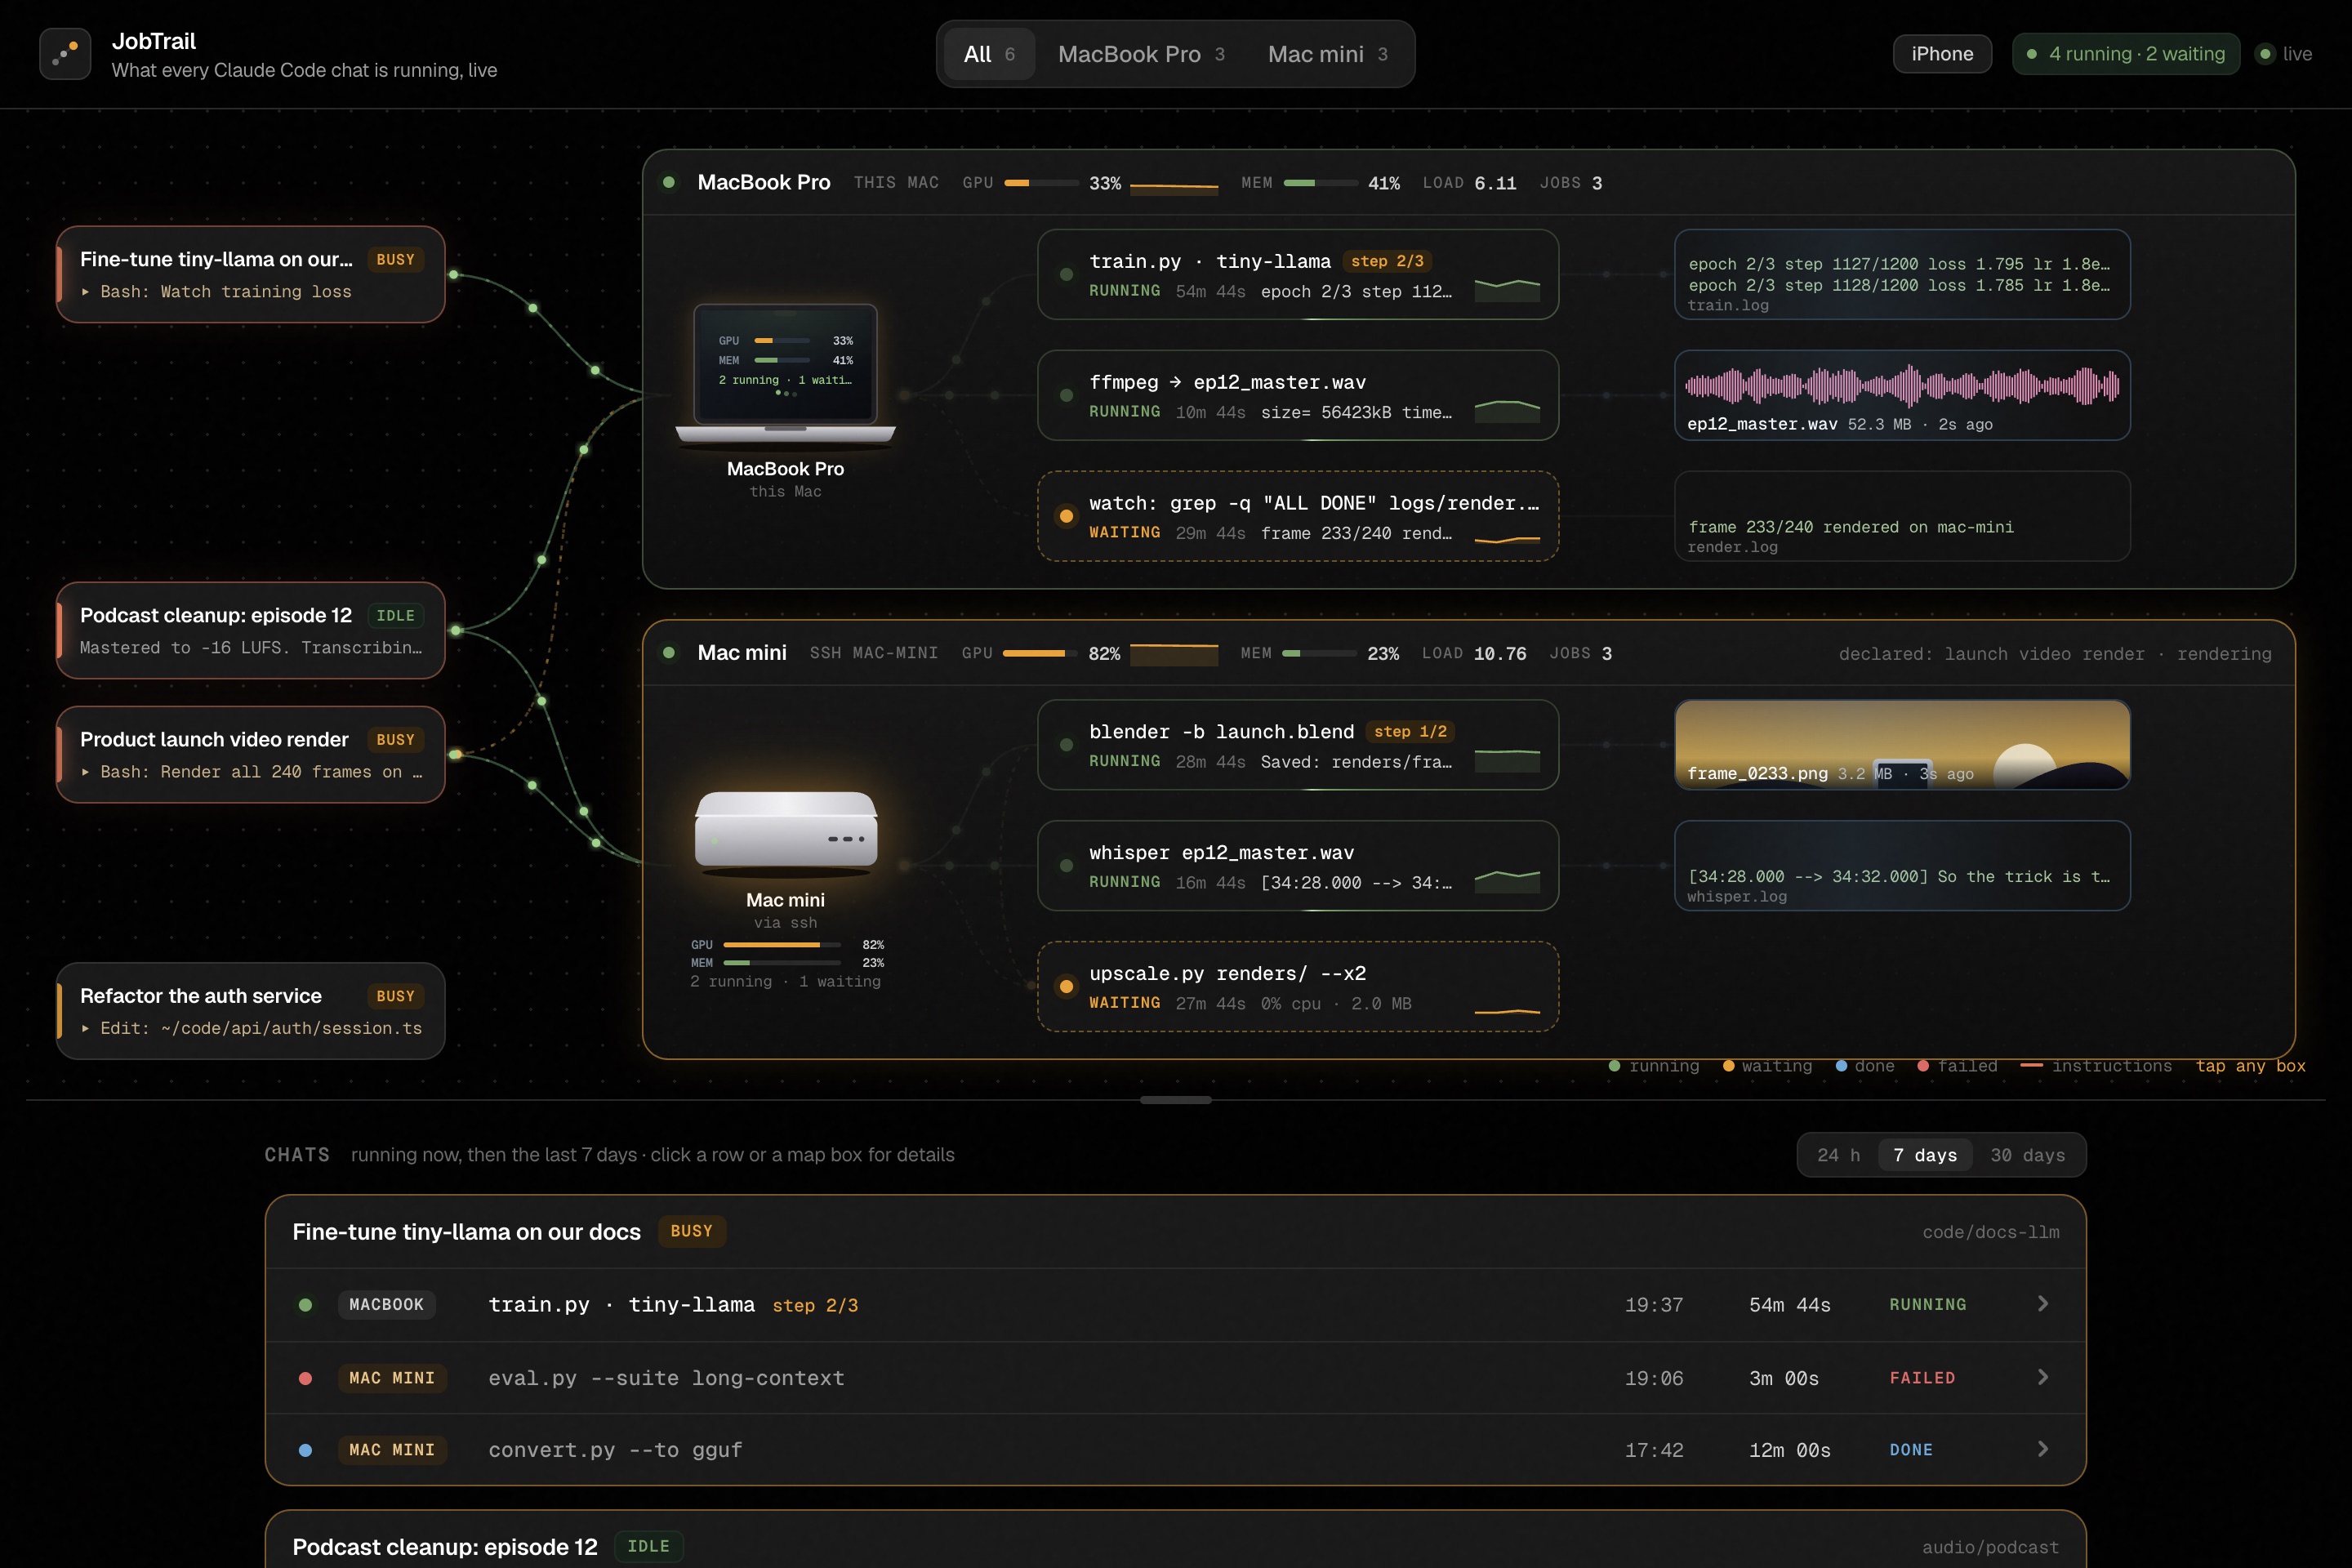 JobTrail
What every Claude Code chat is running, live
All 6 MacBook Pro 3 Mac mini 3
iPhone
4 running · 2 waiting
live
Fine-tune tiny-llama on our… BUSY
▸ Bash: Watch training loss
Podcast cleanup: episode 12 IDLE
Mastered to -16 LUFS. Transcribin…
Product launch video render BUSY
▸ Bash: Render all 240 frames on …
Refactor the auth service BUSY
▸ Edit: ~/code/api/auth/session.ts
MacBook Pro THIS MAC GPU 33% MEM 41% LOAD 6.11 JOBS 3
GPU 33%
MEM 41%
2 running · 1 waiti…
MacBook Pro
this Mac
train.py · tiny-llama step 2/3
RUNNING 54m 44s epoch 2/3 step 112…
epoch 2/3 step 1127/1200 loss 1.795 lr 1.8e…
epoch 2/3 step 1128/1200 loss 1.785 lr 1.8e…
train.log
ffmpeg → ep12_master.wav
RUNNING 10m 44s size= 56423kB time…
ep12_master.wav 52.3 MB · 2s ago
watch: grep -q "ALL DONE" logs/render.…
WAITING 29m 44s frame 233/240 rend…
frame 233/240 rendered on mac-mini
render.log
Mac mini SSH MAC-MINI GPU 82% MEM 23% LOAD 10.76 JOBS 3 declared: launch video render · rendering
Mac mini
via ssh
GPU 82%
MEM 23%
2 running · 1 waiting
blender -b launch.blend step 1/2
RUNNING 28m 44s Saved: renders/fra…
frame_0233.png 3.2 MB · 3s ago
whisper ep12_master.wav
RUNNING 16m 44s [34:28.000 --> 34:…
[34:28.000 --> 34:32.000] So the trick is t…
whisper.log
upscale.py renders/ --x2
WAITING 27m 44s 0% cpu · 2.0 MB
running waiting done failed instructions tap any box
CHATS running now, then the last 7 days · click a row or a map box for details
24 h 7 days 30 days
Fine-tune tiny-llama on our docs BUSY code/docs-llm
MACBOOK train.py · tiny-llama step 2/3 19:37 54m 44s RUNNING
MAC MINI eval.py --suite long-context 19:06 3m 00s FAILED
MAC MINI convert.py --to gguf 17:42 12m 00s DONE
Podcast cleanup: episode 12 IDLE audio/podcast